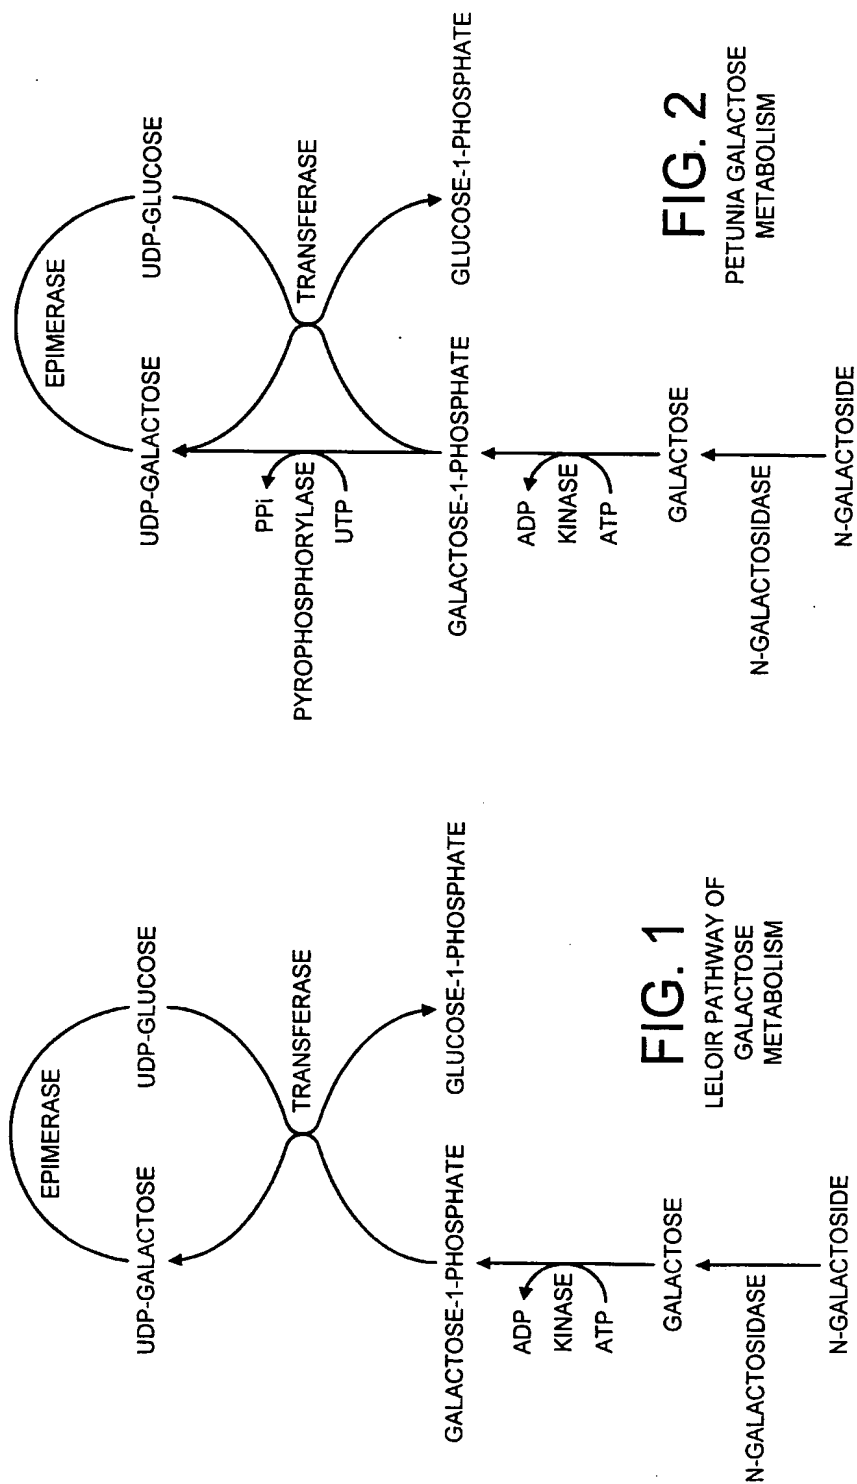 EPIMERASE
UDP-GALACTOSE
UDP-GLUCOSE
TRANSFERASE
GALACTOSE-1-PHOSPHATE
GLUCOSE-1-PHOSPHATE
ADP
KINASE
ATP
GALACTOSE
N-GALACTOSIDASE
N-GALACTOSIDE
FIG. 1
LELOIR PATHWAY OF
GALACTOSE
METABOLISM
EPIMERASE
UDP-GALACTOSE
UDP-GLUCOSE
PPi
PYROPHOSPHORYLASE
UTP
TRANSFERASE
GALACTOSE-1-PHOSPHATE
GLUCOSE-1-PHOSPHATE
ADP
KINASE
ATP
GALACTOSE
N-GALACTOSIDASE
N-GALACTOSIDE
FIG. 2
PETUNIA GALACTOSE
METABOLISM